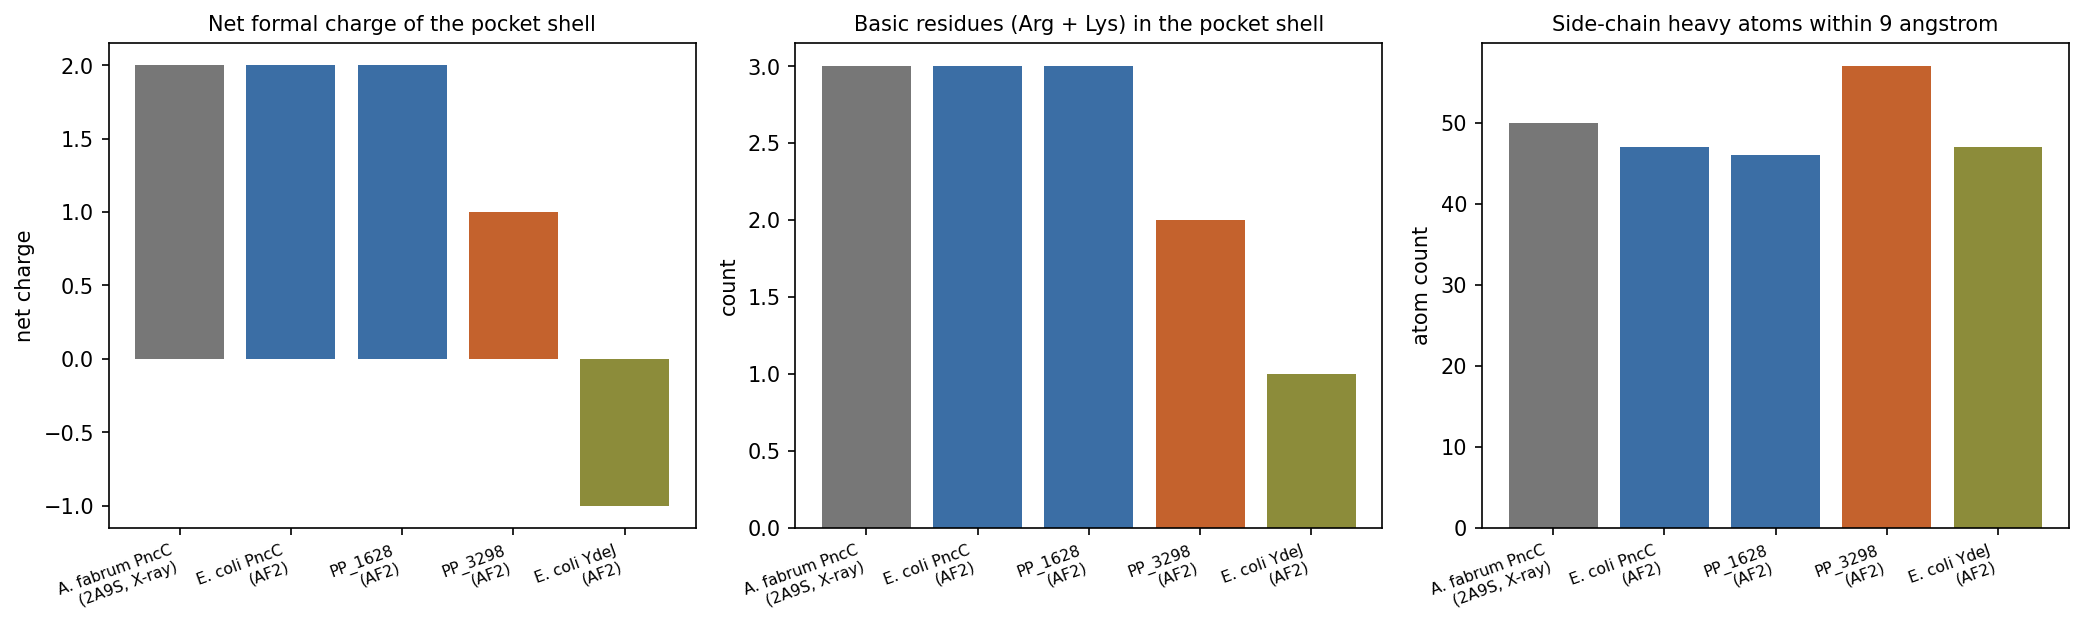 Net formal charge of the pocket shell
net charge
2.0
1.5
1.0
0.5
0.0
−0.5
−1.0
A. fabrum PncC
(2A9S, X-ray)
E. coli PncC
(AF2)
PP_1628
(AF2)
PP_3298
(AF2)
E. coli YdeJ
(AF2)
Basic residues (Arg + Lys) in the pocket shell
count
3.0
2.5
2.0
1.5
1.0
0.5
0.0
A. fabrum PncC
(2A9S, X-ray)
E. coli PncC
(AF2)
PP_1628
(AF2)
PP_3298
(AF2)
E. coli YdeJ
(AF2)
Side-chain heavy atoms within 9 angstrom
atom count
50
40
30
20
10
0
A. fabrum PncC
(2A9S, X-ray)
E. coli PncC
(AF2)
PP_1628
(AF2)
PP_3298
(AF2)
E. coli YdeJ
(AF2)